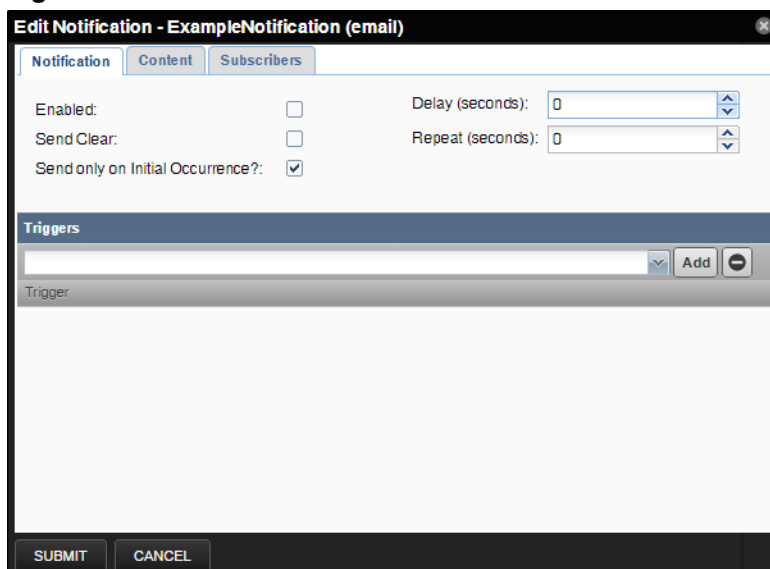 Edit Notification - ExampleNotification (email)
Notification Content Subscribers
Enabled: Delay (seconds): 0
Send Clear: Repeat (seconds): 0
Send only on Initial Occurrence?:
Triggers
Add
Trigger
SUBMIT CANCEL